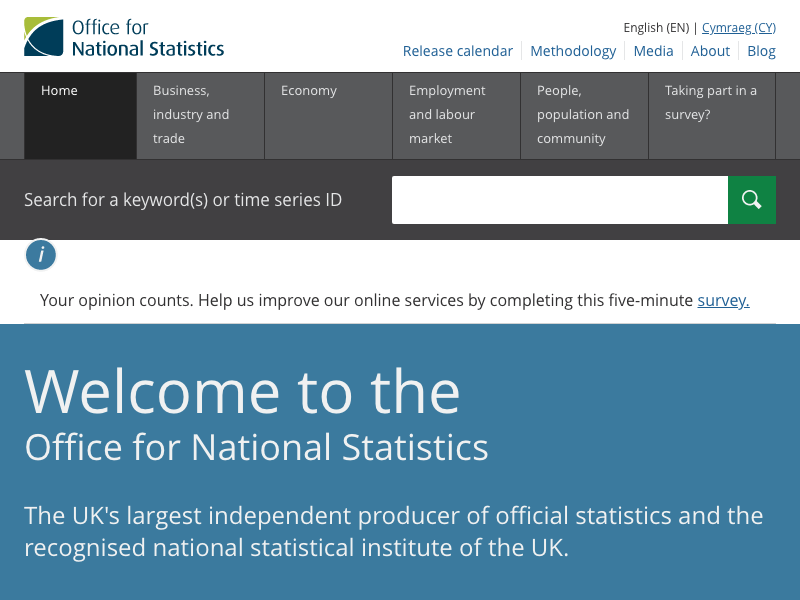 Office for
National Statistics
English (EN) | Cymraeg (CY)
Release calendar
Methodology
Media
About
Blog
Home
Business,
industry and
trade
Economy
Employment
and labour
market
People,
population and
community
Taking part in a
survey?
Search for a keyword(s) or time series ID
i
Your opinion counts. Help us improve our online services by completing this five-minute survey.
Welcome to the
Office for National Statistics
The UK's largest independent producer of official statistics and the
recognised national statistical institute of the UK.